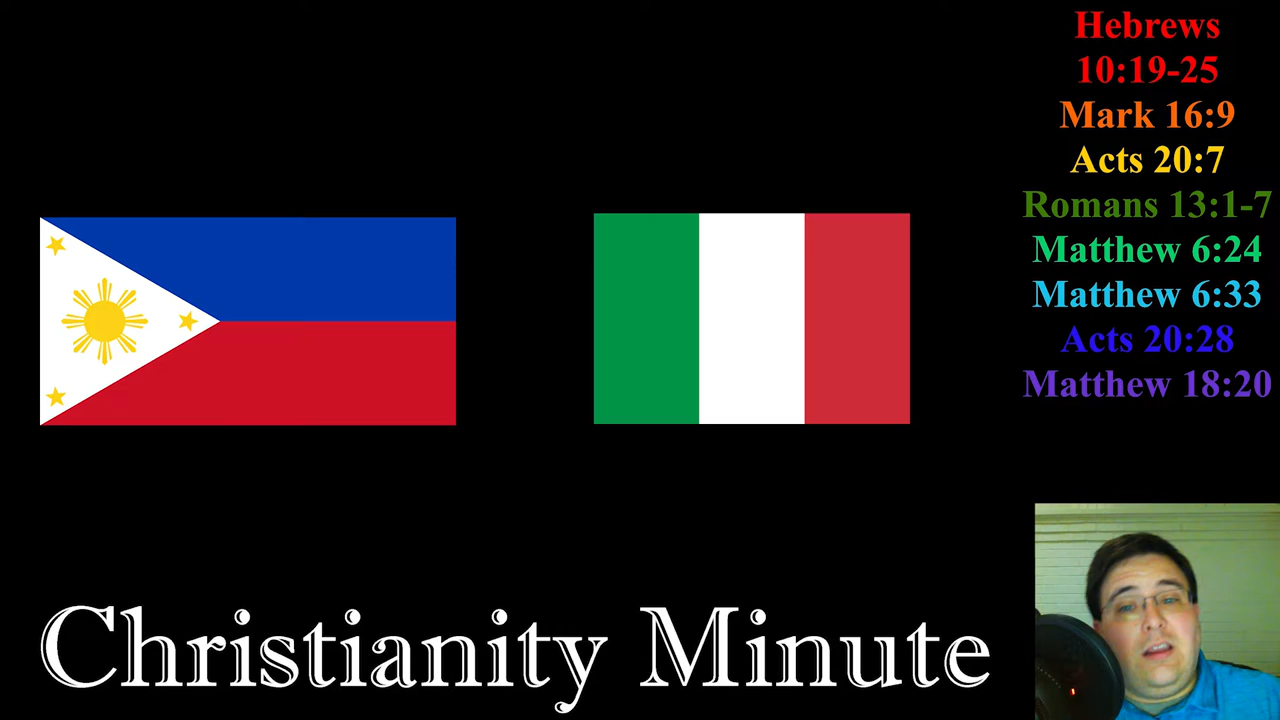 Hebrews
10:19-25
Mark 16:9
Acts 20:7
Romans 13:1-7
Matthew 6:24
Matthew 6:33
Acts 20:28
Matthew 18:20
Christianity Minute